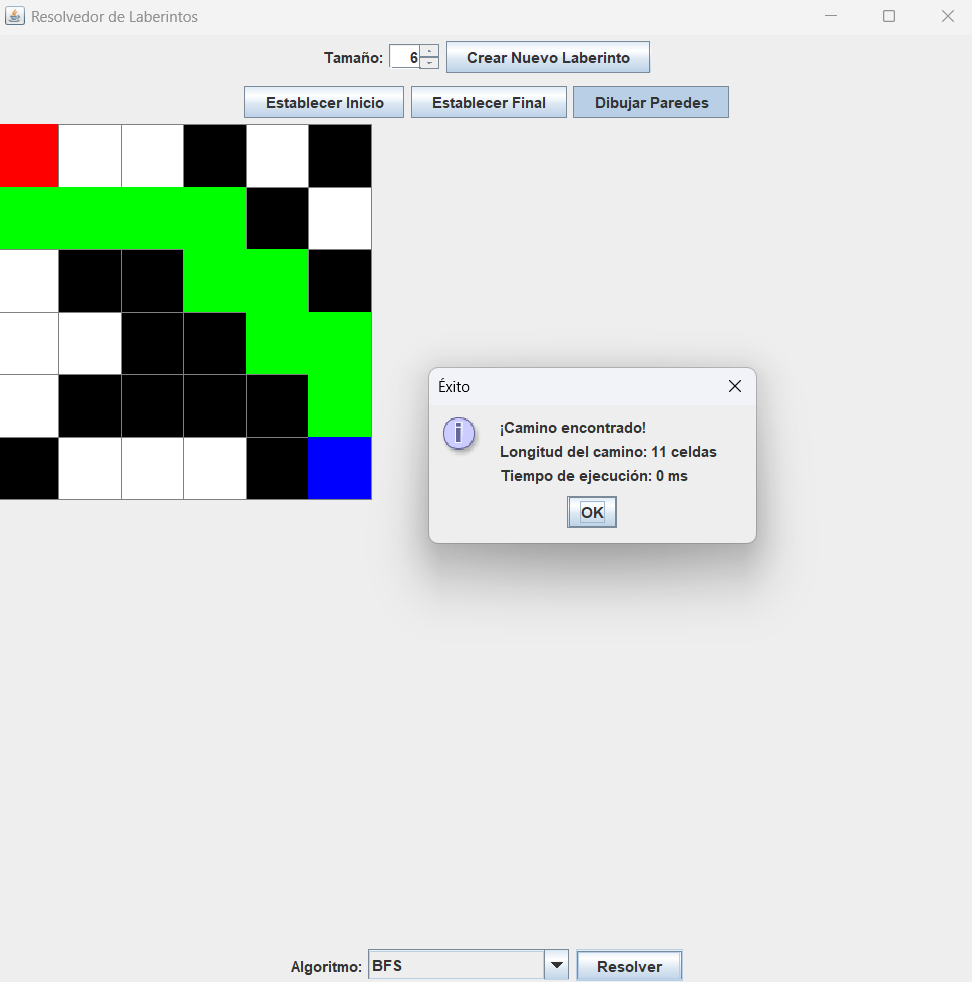 Resolvedor de Laberintos
Tamaño: 6 Crear Nuevo Laberinto
Establecer Inicio Establecer Final Dibujar Paredes
Éxito
¡Camino encontrado!
Longitud del camino: 11 celdas
Tiempo de ejecución: 0 ms
OK
Algoritmo: BFS Resolver